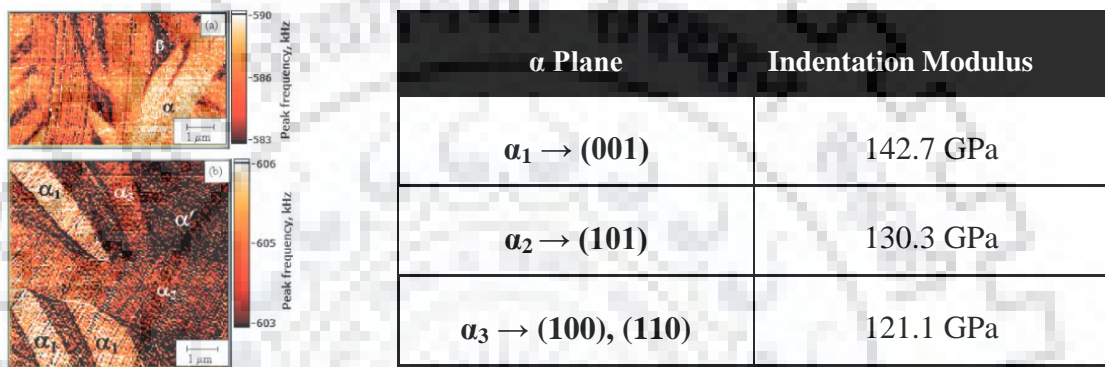 (a)
β
α
1 µm
590
586
583
Peak frequency, kHz
(b)
α1
α3
α′
α2
α1
α1
1 µm
606
605
603
Peak frequency, kHz
α Plane Indentation Modulus
α1 → (001) 142.7 GPa
α2 → (101) 130.3 GPa
α3 → (100), (110) 121.1 GPa